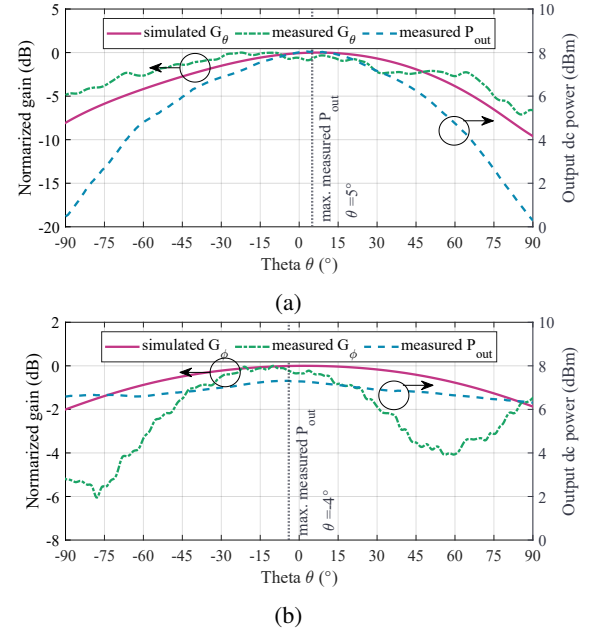 5
0
-5
-10
-15
-20
Normarized gain (dB)
simulated Gθ measured Gθ measured Pout
max. measured Pout
θ =5°
10
8
6
4
2
0
Output dc power (dBm)
-90 -75 -60 -45 -30 -15 0 15 30 45 60 75 90
Theta θ (°)
(a)
2
0
-2
-4
-6
-8
Normarized gain (dB)
simulated Gϕ measured Gϕ measured Pout
max. measured Pout
θ =-4°
10
8
6
4
2
0
Output dc power (dBm)
-90 -75 -60 -45 -30 -15 0 15 30 45 60 75 90
Theta θ (°)
(b)